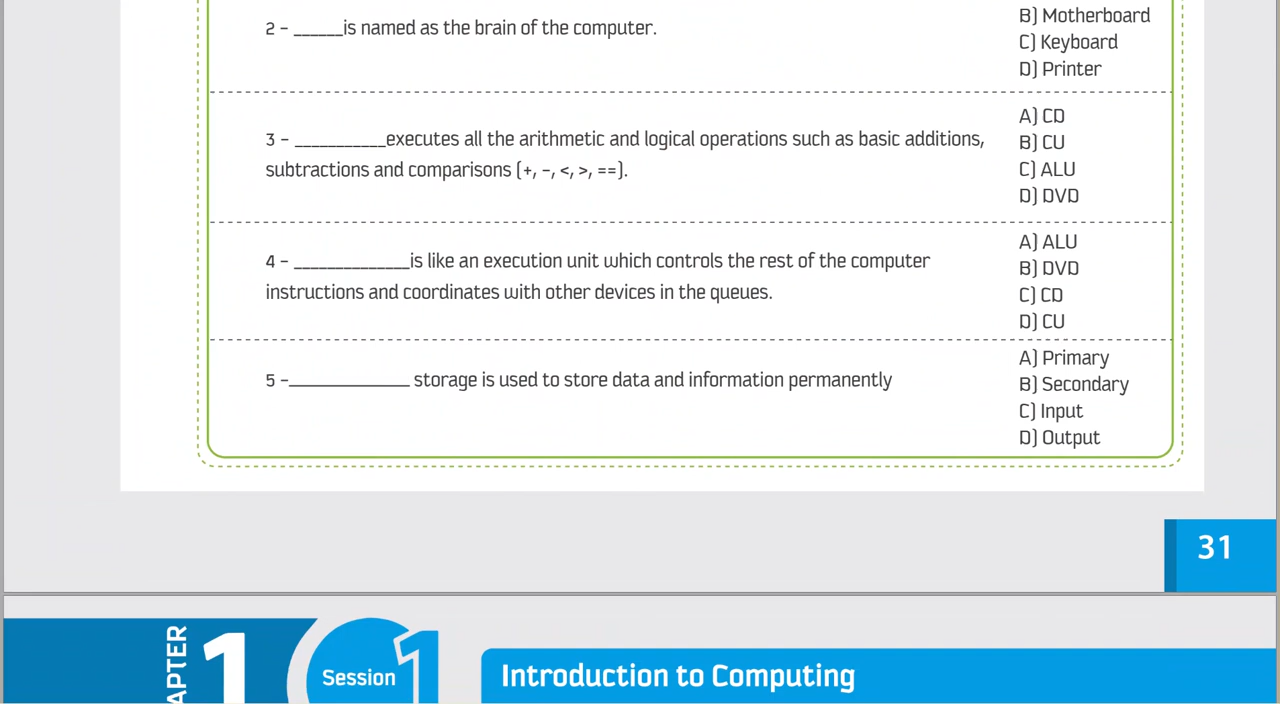 2 - ______is named as the brain of the computer.
B) Motherboard
C) Keyboard
D) Printer
3 - ___________executes all the arithmetic and logical operations such as basic additions,
subtractions and comparisons (+, -, <, >, ==).
A) CD
B) CU
C) ALU
D) DVD
4 - ______________is like an execution unit which controls the rest of the computer
instructions and coordinates with other devices in the queues.
A) ALU
B) DVD
C) CD
D) CU
5 -______________ storage is used to store data and information permanently
A) Primary
B) Secondary
C) Input
D) Output
31
APTER
1
Session
1
Introduction to Computing